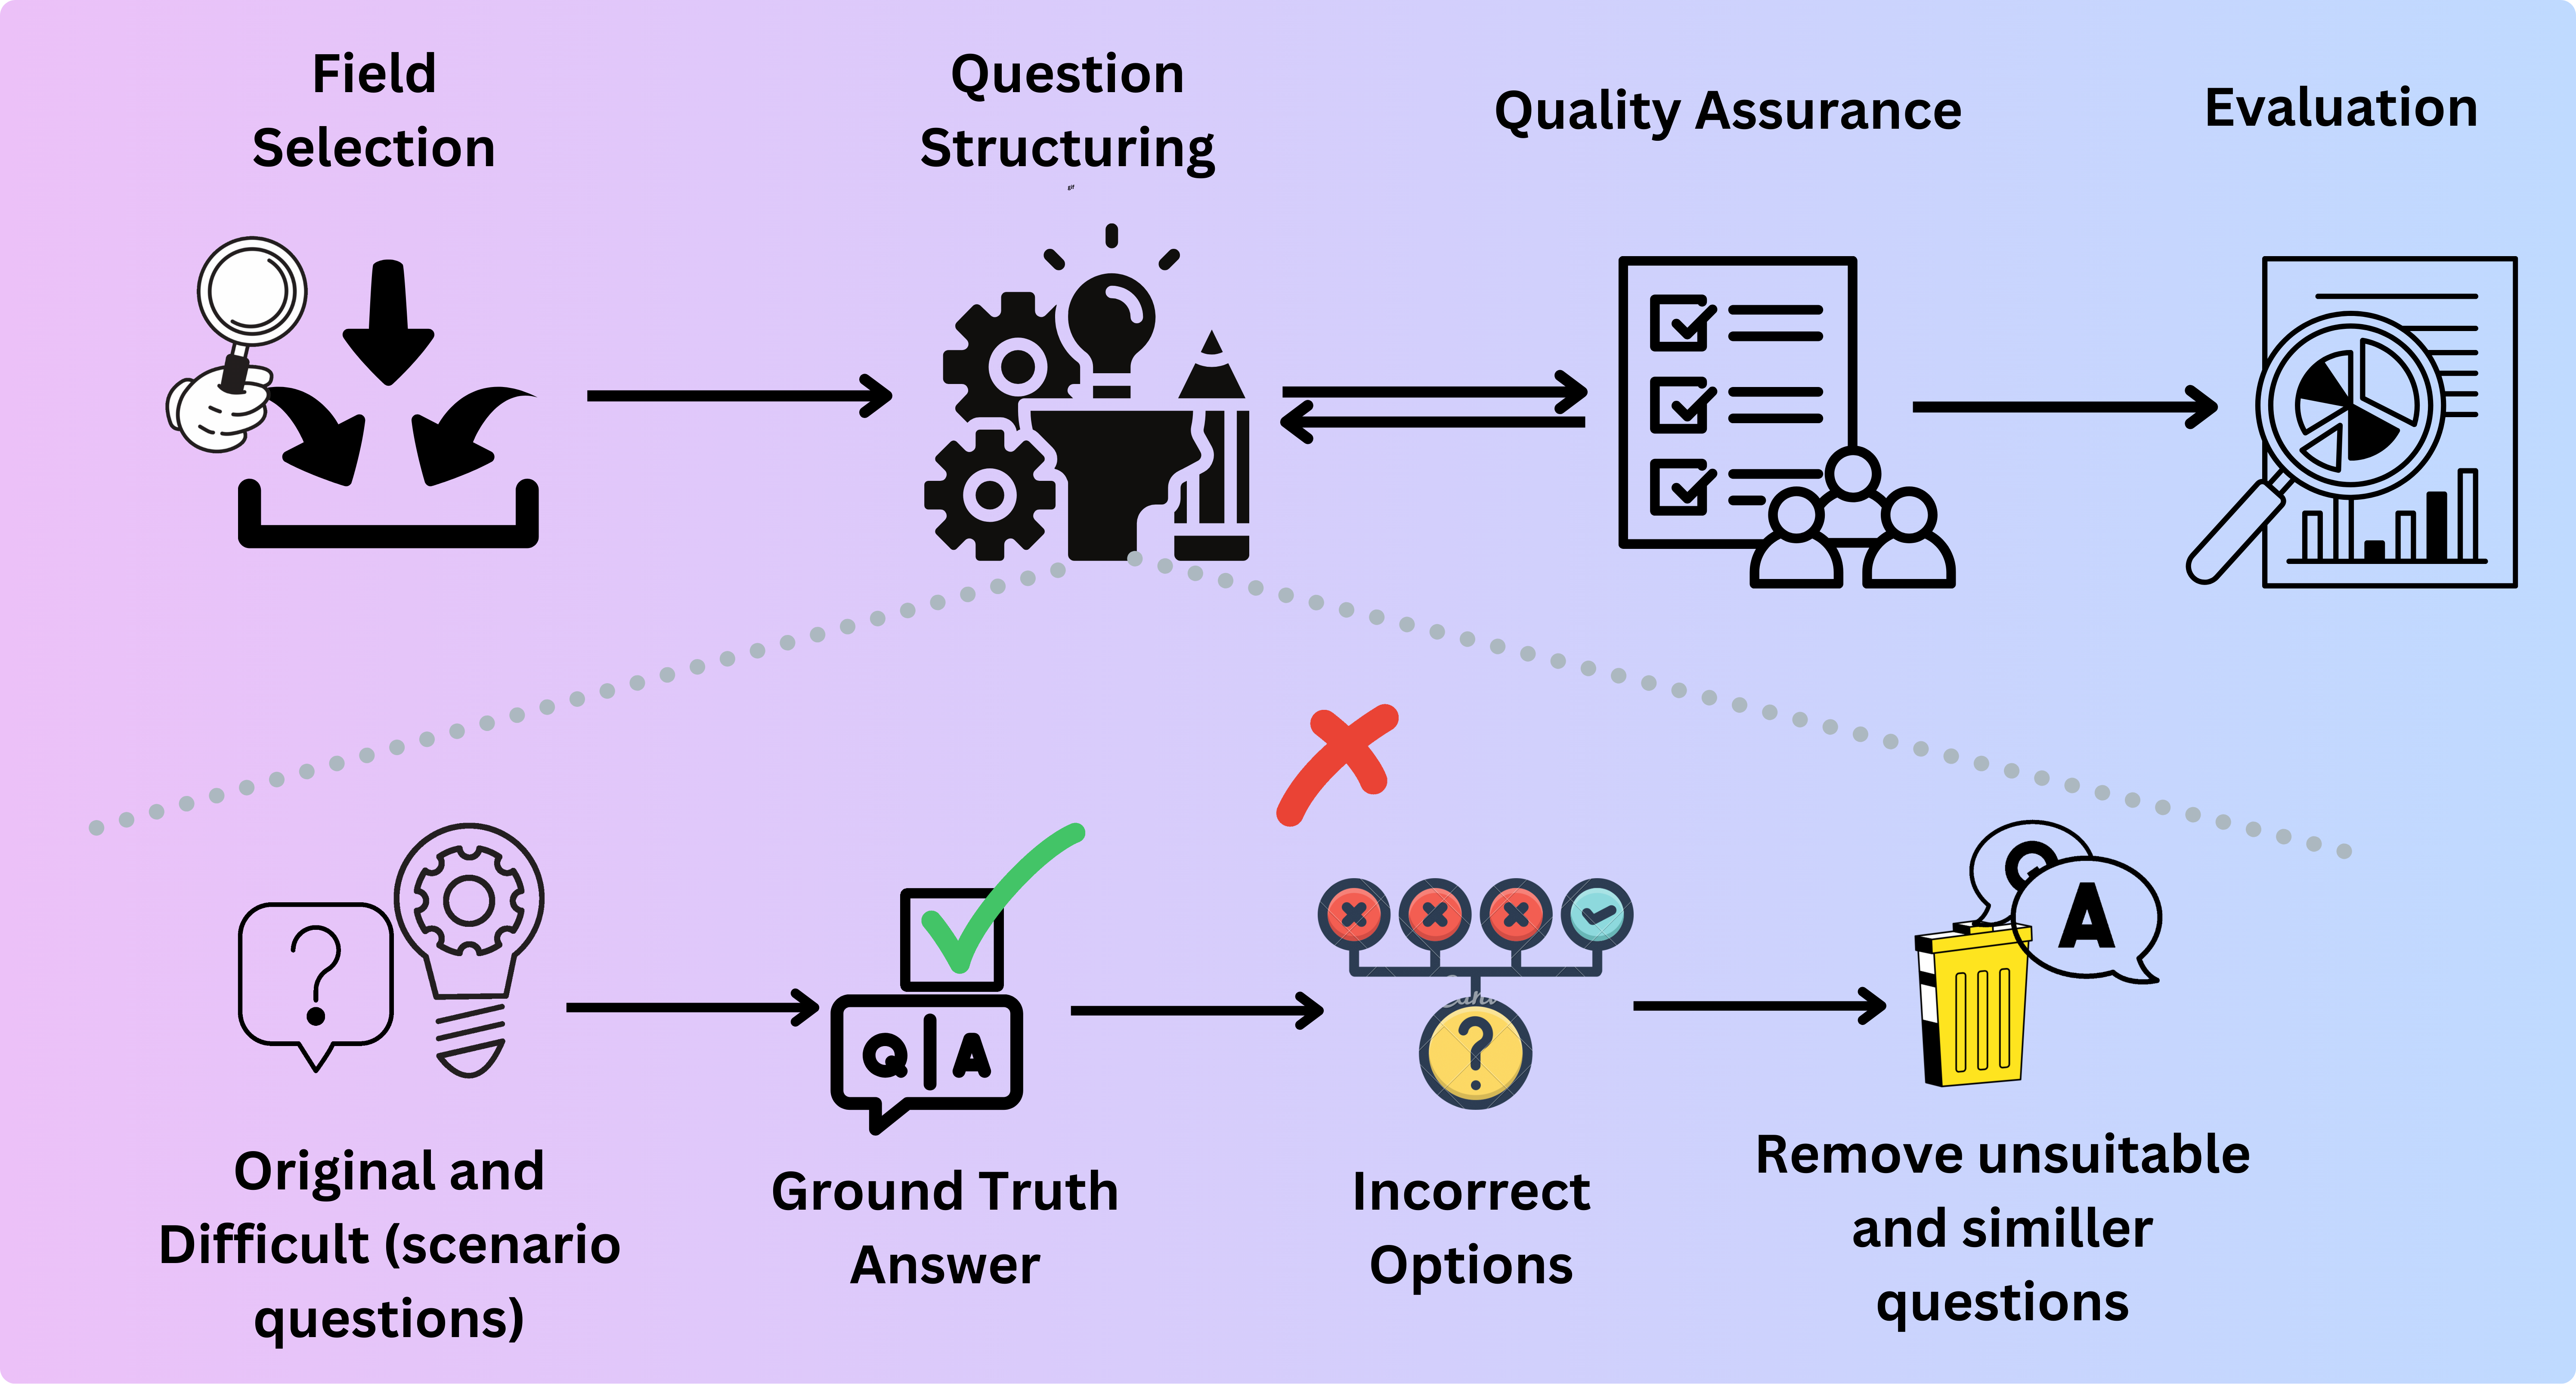 Field
Selection
Question
Structuring
Quality Assurance
Evaluation
Q
A
Q A
Original and
Difficult (scenario
questions)
Ground Truth
Answer
Incorrect
Options
Remove unsuitable
and similler
questions